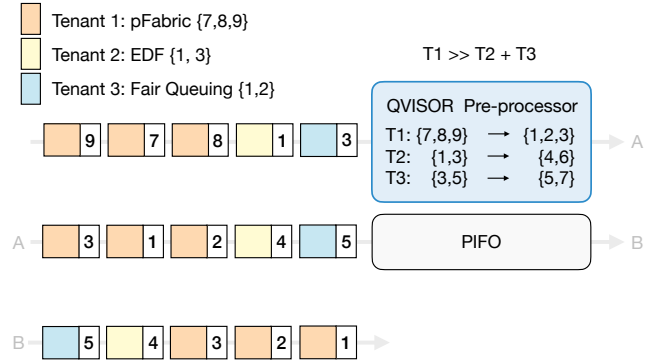 Tenant 1: pFabric {7,8,9}
Tenant 2: EDF {1, 3}
Tenant 3: Fair Queuing {1,2}
T1 >> T2 + T3
QVISOR Pre-processor
T1: {7,8,9} → {1,2,3}
T2: {1,3} → {4,6}
T3: {3,5} → {5,7}
9 7 8 1 3 A
A 3 1 2 4 5 PIFO B
B 5 4 3 2 1